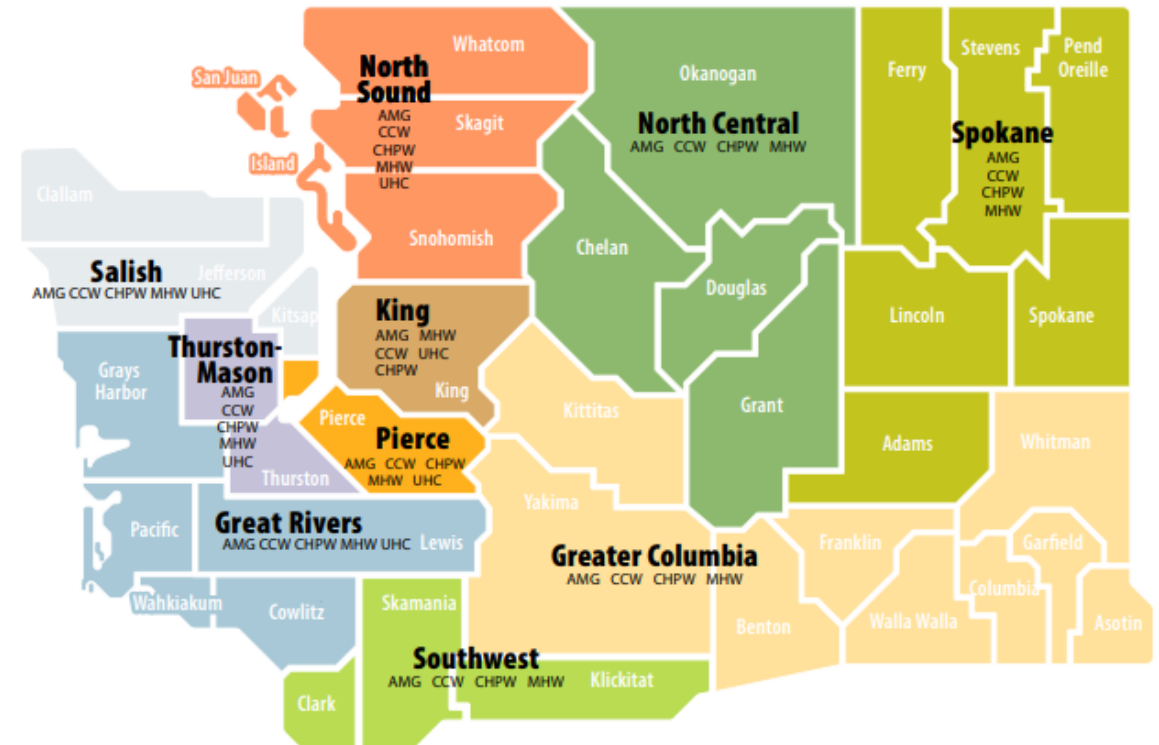 Whatcom
San Juan
North
Sound
AMG
CCW
CHPW
MHW
UHC
Skagit
Island
Snohomish
Okanogan
North Central
AMG CCW CHPW MHW
Chelan
Douglas
Grant
Ferry
Stevens
Pend
Oreille
Spokane
AMG
CCW
CHPW
MHW
Lincoln
Spokane
Adams
Clallam
Salish
Jefferson
AMG CCW CHPW MHW UHC
Kitsap
King
AMG MHW
CCW UHC
CHPW
King
Thurston-
Mason
AMG
CCW
CHPW
MHW
UHC
Thurston
Grays
Harbor
Pierce
Pierce
AMG CCW CHPW
MHW UHC
Kittitas
Whitman
Pacific
Great Rivers
AMG CCW CHPW MHW UHC
Lewis
Wahkiakum
Cowlitz
Yakima
Greater Columbia
AMG CCW CHPW MHW
Franklin
Garfield
Columbia
Benton
Walla Walla
Asotin
Skamania
Southwest
AMG CCW CHPW MHW
Klickitat
Clark